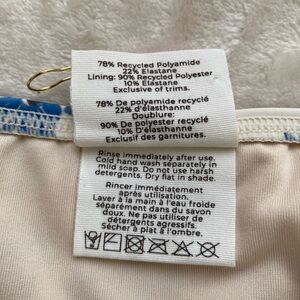 78% Recycled Polyamide
22% Elastane
Lining: 90% Recycled Polyester
10% Elastane
Exclusive of trims.
78% De polyamide recyclé
22% d'élasthanne
Doublure:
90% De polyester recyclé
10% D'élasthanne
Exclusif des garnitures.
Rinse immediately after use.
Cold hand wash separately in
mild soap. Do not use harsh
detergents. Dry flat in shade.
Rincer immédiatement
après utilisation.
Laver à la main à l'eau froide
séparément dans du savon
doux. Ne pas utiliser de
détergents agressifs.
Sécher à plat à l'ombre.